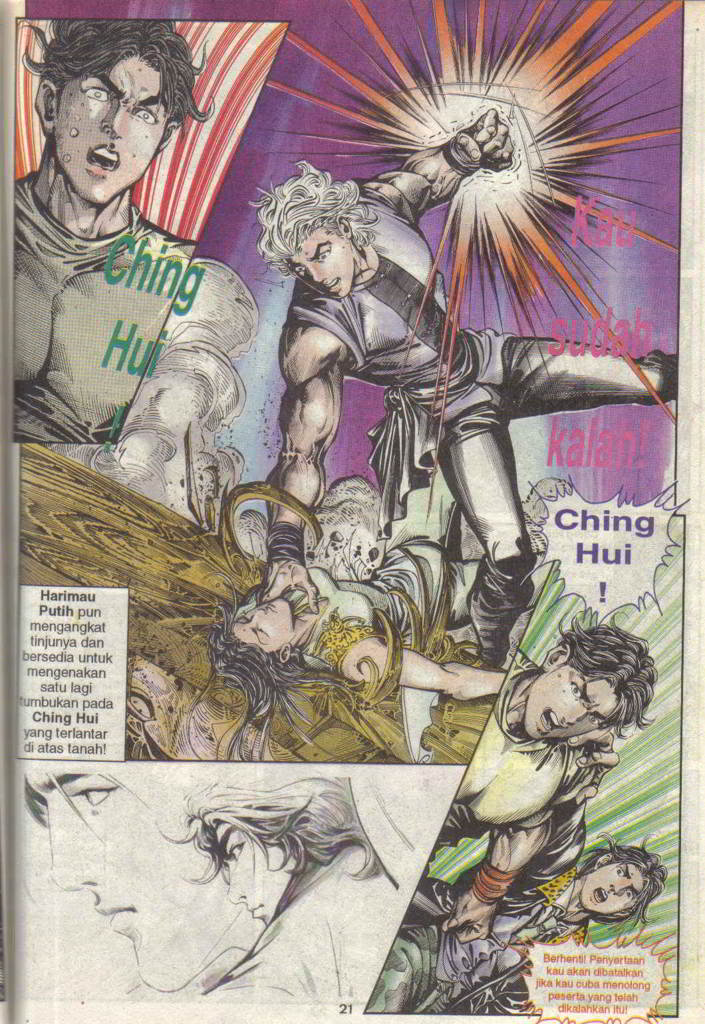 Ching
Hui
!
Kau
sudah
kalah!
Ching
Hui
!
Harimau
Putih pun
mengangkat
tinjunya dan
bersedia untuk
mengenakan
satu lagi
tumbukan pada
Ching Hui
yang terlantar
di atas tanah!
Berhenti! Penyertaan
kau akan dibatalkan
jika kau cuba menolong
peserta yang telah
dikalahkan itu!
21